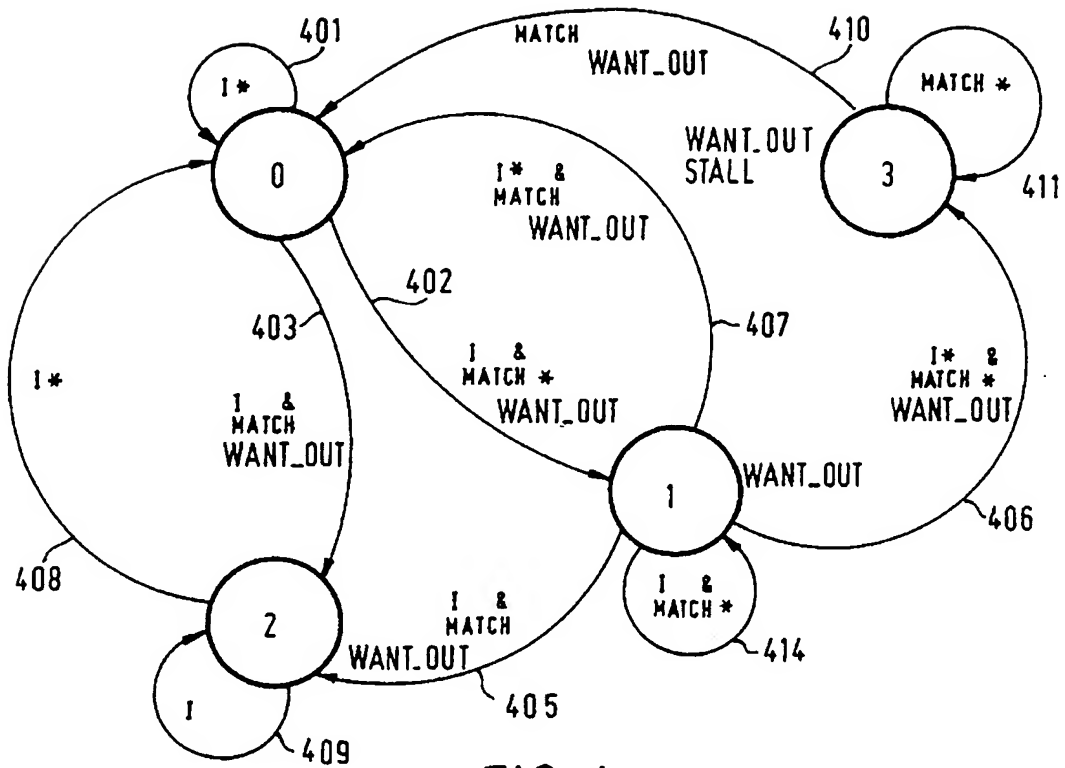 401
I *
0
MATCH
WANT_OUT
410
MATCH *
WANT_OUT
STALL
3
411
I* &
MATCH
WANT_OUT
402
403
407
I &
MATCH *
WANT_OUT
I* &
MATCH *
WANT_OUT
I*
I &
MATCH
WANT_OUT
1
WANT_OUT
406
408
2
I &
MATCH
WANT_OUT
I &
MATCH *
414
405
I
409